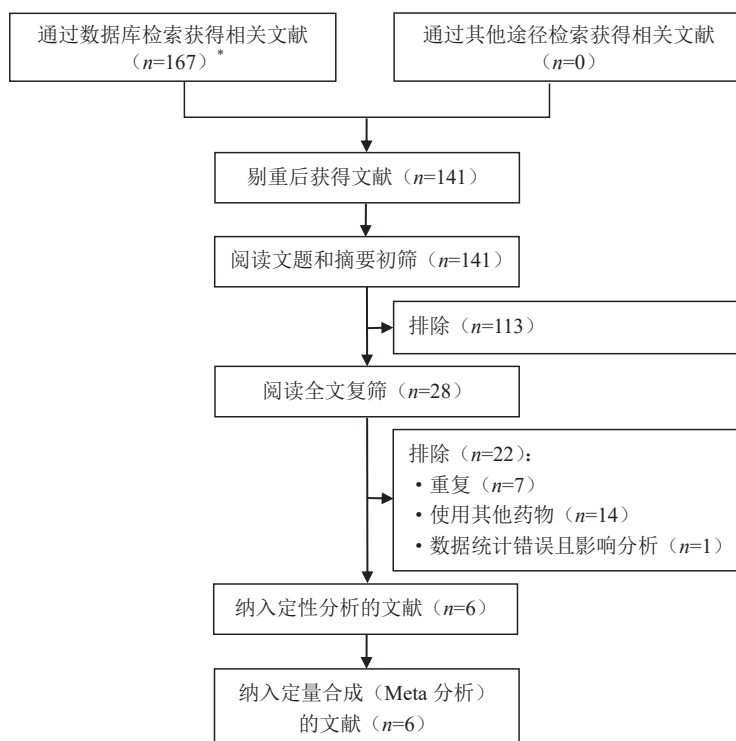 通过数据库检索获得相关文献
（n=167）*
通过其他途径检索获得相关文献
（n=0）
剔重后获得文献（n=141）
阅读文题和摘要初筛（n=141）
排除（n=113）
阅读全文复筛（n=28）
排除（n=22）：
·重复（n=7）
·使用其他药物（n=14）
·数据统计错误且影响分析（n=1）
纳入定性分析的文献（n=6）
纳入定量合成（Meta 分析）
的文献（n=6）